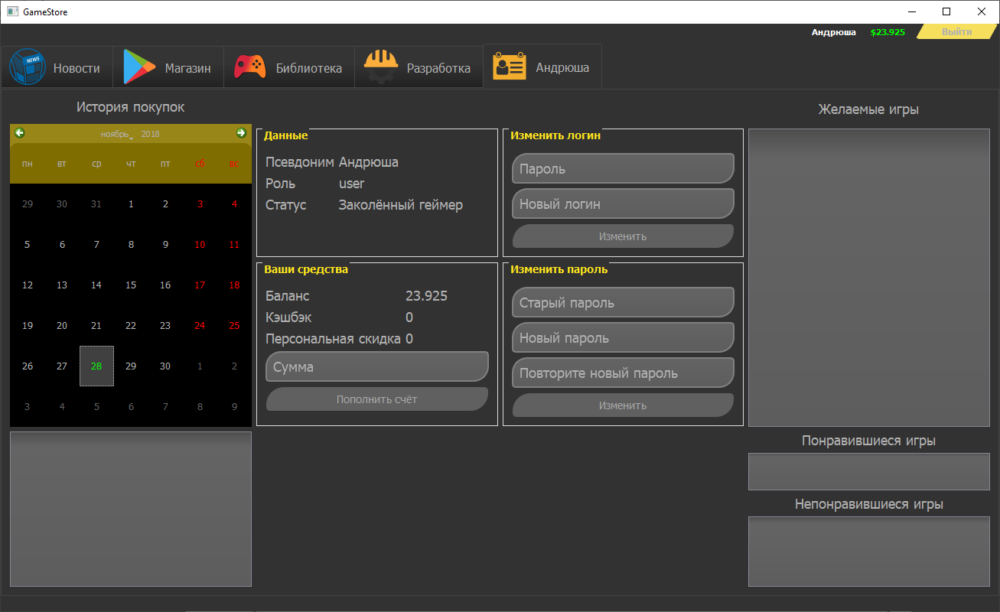 GameStore
Андрюша $23.925 Выйти
NEWS
Новости Магазин Библиотека Разработка Андрюша
История покупок
ноябрь 2018
пн вт ср чт пт сб вс
29 30 31 1 2 3 4
5 6 7 8 9 10 11
12 13 14 15 16 17 18
19 20 21 22 23 24 25
26 27 28 29 30 1 2
3 4 5 6 7 8 9
Данные
Псевдоним Андрюша
Роль user
Статус Заколённый геймер
Ваши средства
Баланс 23.925
Кэшбэк 0
Персональная скидка 0
Сумма
Пополнить счёт
Изменить логин
Пароль
Новый логин
Изменить
Изменить пароль
Старый пароль
Новый пароль
Повторите новый пароль
Изменить
Желаемые игры
Понравившиеся игры
Непонравившиеся игры